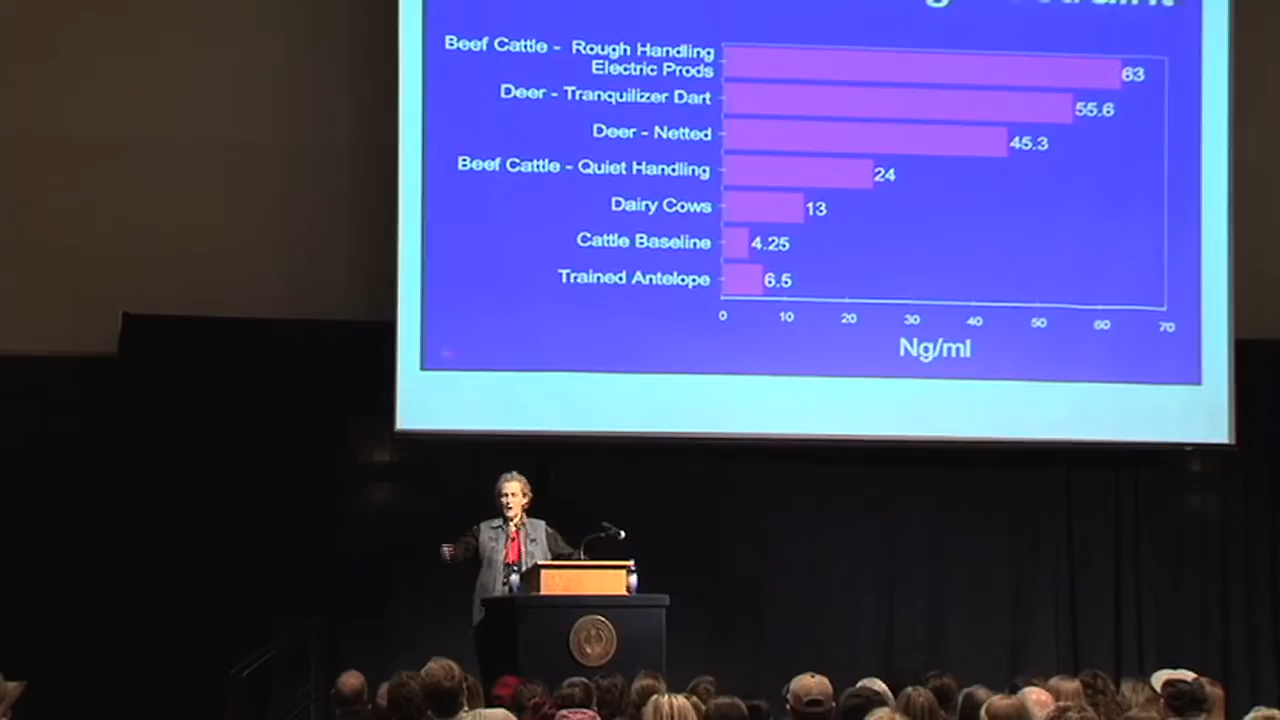 Beef Cattle - Rough Handling
Electric Prods
63
Deer - Tranquilizer Dart
55.6
Deer - Netted
45.3
Beef Cattle - Quiet Handling
24
Dairy Cows
13
Cattle Baseline
4.25
Trained Antelope
6.5
0 10 20 30 40 50 60 70
Ng/ml